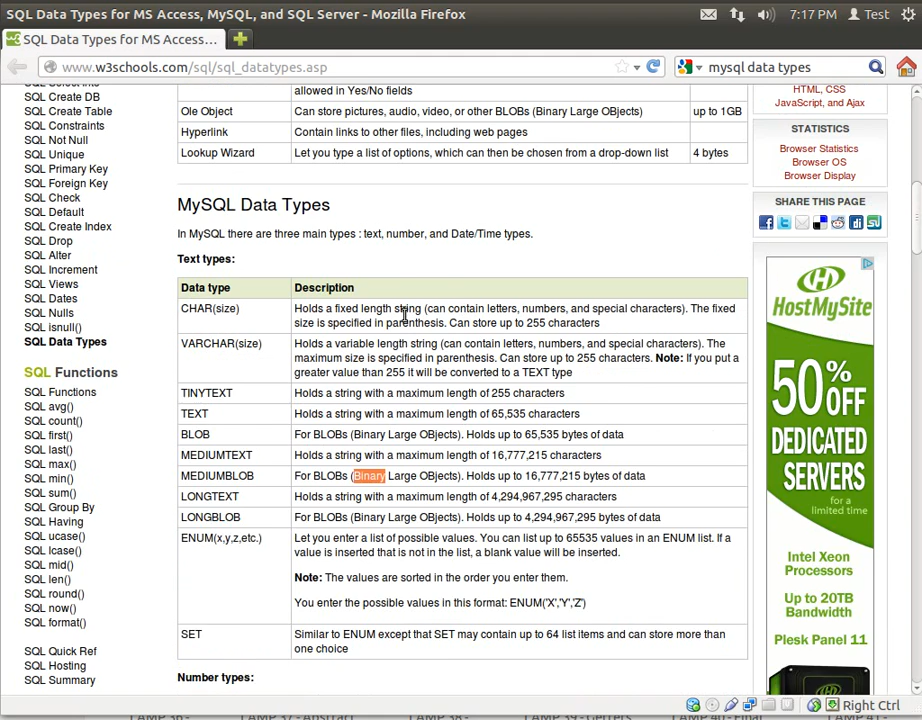 SQL Data Types for MS Access, MySQL, and SQL Server - Mozilla Firefox
7:17 PM Test
SQL Data Types for MS Access...
www.w3schools.com/sql/sql_datatypes.asp
mysql data types
SQL Create DB
SQL Create Table
SQL Constraints
SQL Not Null
SQL Unique
SQL Primary Key
SQL Foreign Key
SQL Check
SQL Default
SQL Create Index
SQL Drop
SQL Alter
SQL Increment
SQL Views
SQL Dates
SQL Nulls
SQL isnull()
SQL Data Types
SQL Functions
SQL Functions
SQL avg()
SQL count()
SQL first()
SQL last()
SQL max()
SQL min()
SQL sum()
SQL Group By
SQL Having
SQL ucase()
SQL lcase()
SQL mid()
SQL len()
SQL round()
SQL now()
SQL format()
SQL Quick Ref
SQL Hosting
SQL Summary
allowed in Yes/No fields
Ole Object Can store pictures, audio, video, or other BLOBs (Binary Large OBjects) up to 1GB
Hyperlink Contain links to other files, including web pages
Lookup Wizard Let you type a list of options, which can then be chosen from a drop-down list 4 bytes
MySQL Data Types
In MySQL there are three main types : text, number, and Date/Time types.
Text types:
Data type Description
CHAR(size) Holds a fixed length string (can contain letters, numbers, and special characters). The fixed
size is specified in parenthesis. Can store up to 255 characters
VARCHAR(size) Holds a variable length string (can contain letters, numbers, and special characters). The
maximum size is specified in parenthesis. Can store up to 255 characters. Note: If you put a
greater value than 255 it will be converted to a TEXT type
TINYTEXT Holds a string with a maximum length of 255 characters
TEXT Holds a string with a maximum length of 65,535 characters
BLOB For BLOBs (Binary Large OBjects). Holds up to 65,535 bytes of data
MEDIUMTEXT Holds a string with a maximum length of 16,777,215 characters
MEDIUMBLOB For BLOBs (Binary Large OBjects). Holds up to 16,777,215 bytes of data
LONGTEXT Holds a string with a maximum length of 4,294,967,295 characters
LONGBLOB For BLOBs (Binary Large OBjects). Holds up to 4,294,967,295 bytes of data
ENUM(x,y,z,etc.) Let you enter a list of possible values. You can list up to 65535 values in an ENUM list. If a
value is inserted that is not in the list, a blank value will be inserted.
Note: The values are sorted in the order you enter them.
You enter the possible values in this format: ENUM('X','Y','Z')
SET Similar to ENUM except that SET may contain up to 64 list items and can store more than
one choice
Number types:
HTML, CSS
JavaScript, and Ajax
STATISTICS
Browser Statistics
Browser OS
Browser Display
SHARE THIS PAGE
HostMySite
50% OFF
DEDICATED
SERVERS
for a
limited time
Intel Xeon
Processors
Up to 20TB
Bandwidth
Plesk Panel 11
Right Ctrl